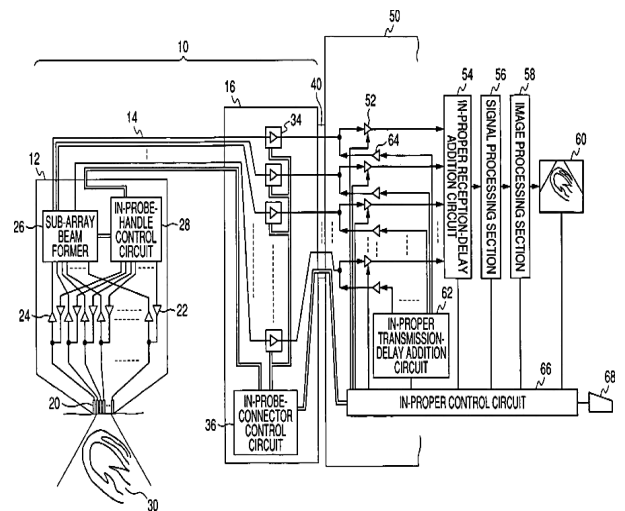 50
10
40
54
56
58
16
52
34
14
64
60
12
26
SUB-ARRAY
BEAM
FORMER
IN-PROBE-
HANDLE
CONTROL
CIRCUIT
28
IN-PROPER RECEPTION-DELAY
ADDITION CIRCUIT
SIGNAL PROCESSING SECTION
IMAGE PROCESSING SECTION
24
22
62
IN-PROPER
TRANSMISSION-
DELAY ADDITION
CIRCUIT
20
66
68
IN-PROPER CONTROL CIRCUIT
36
IN-PROBE-
CONNECTOR
CONTROL
CIRCUIT
30